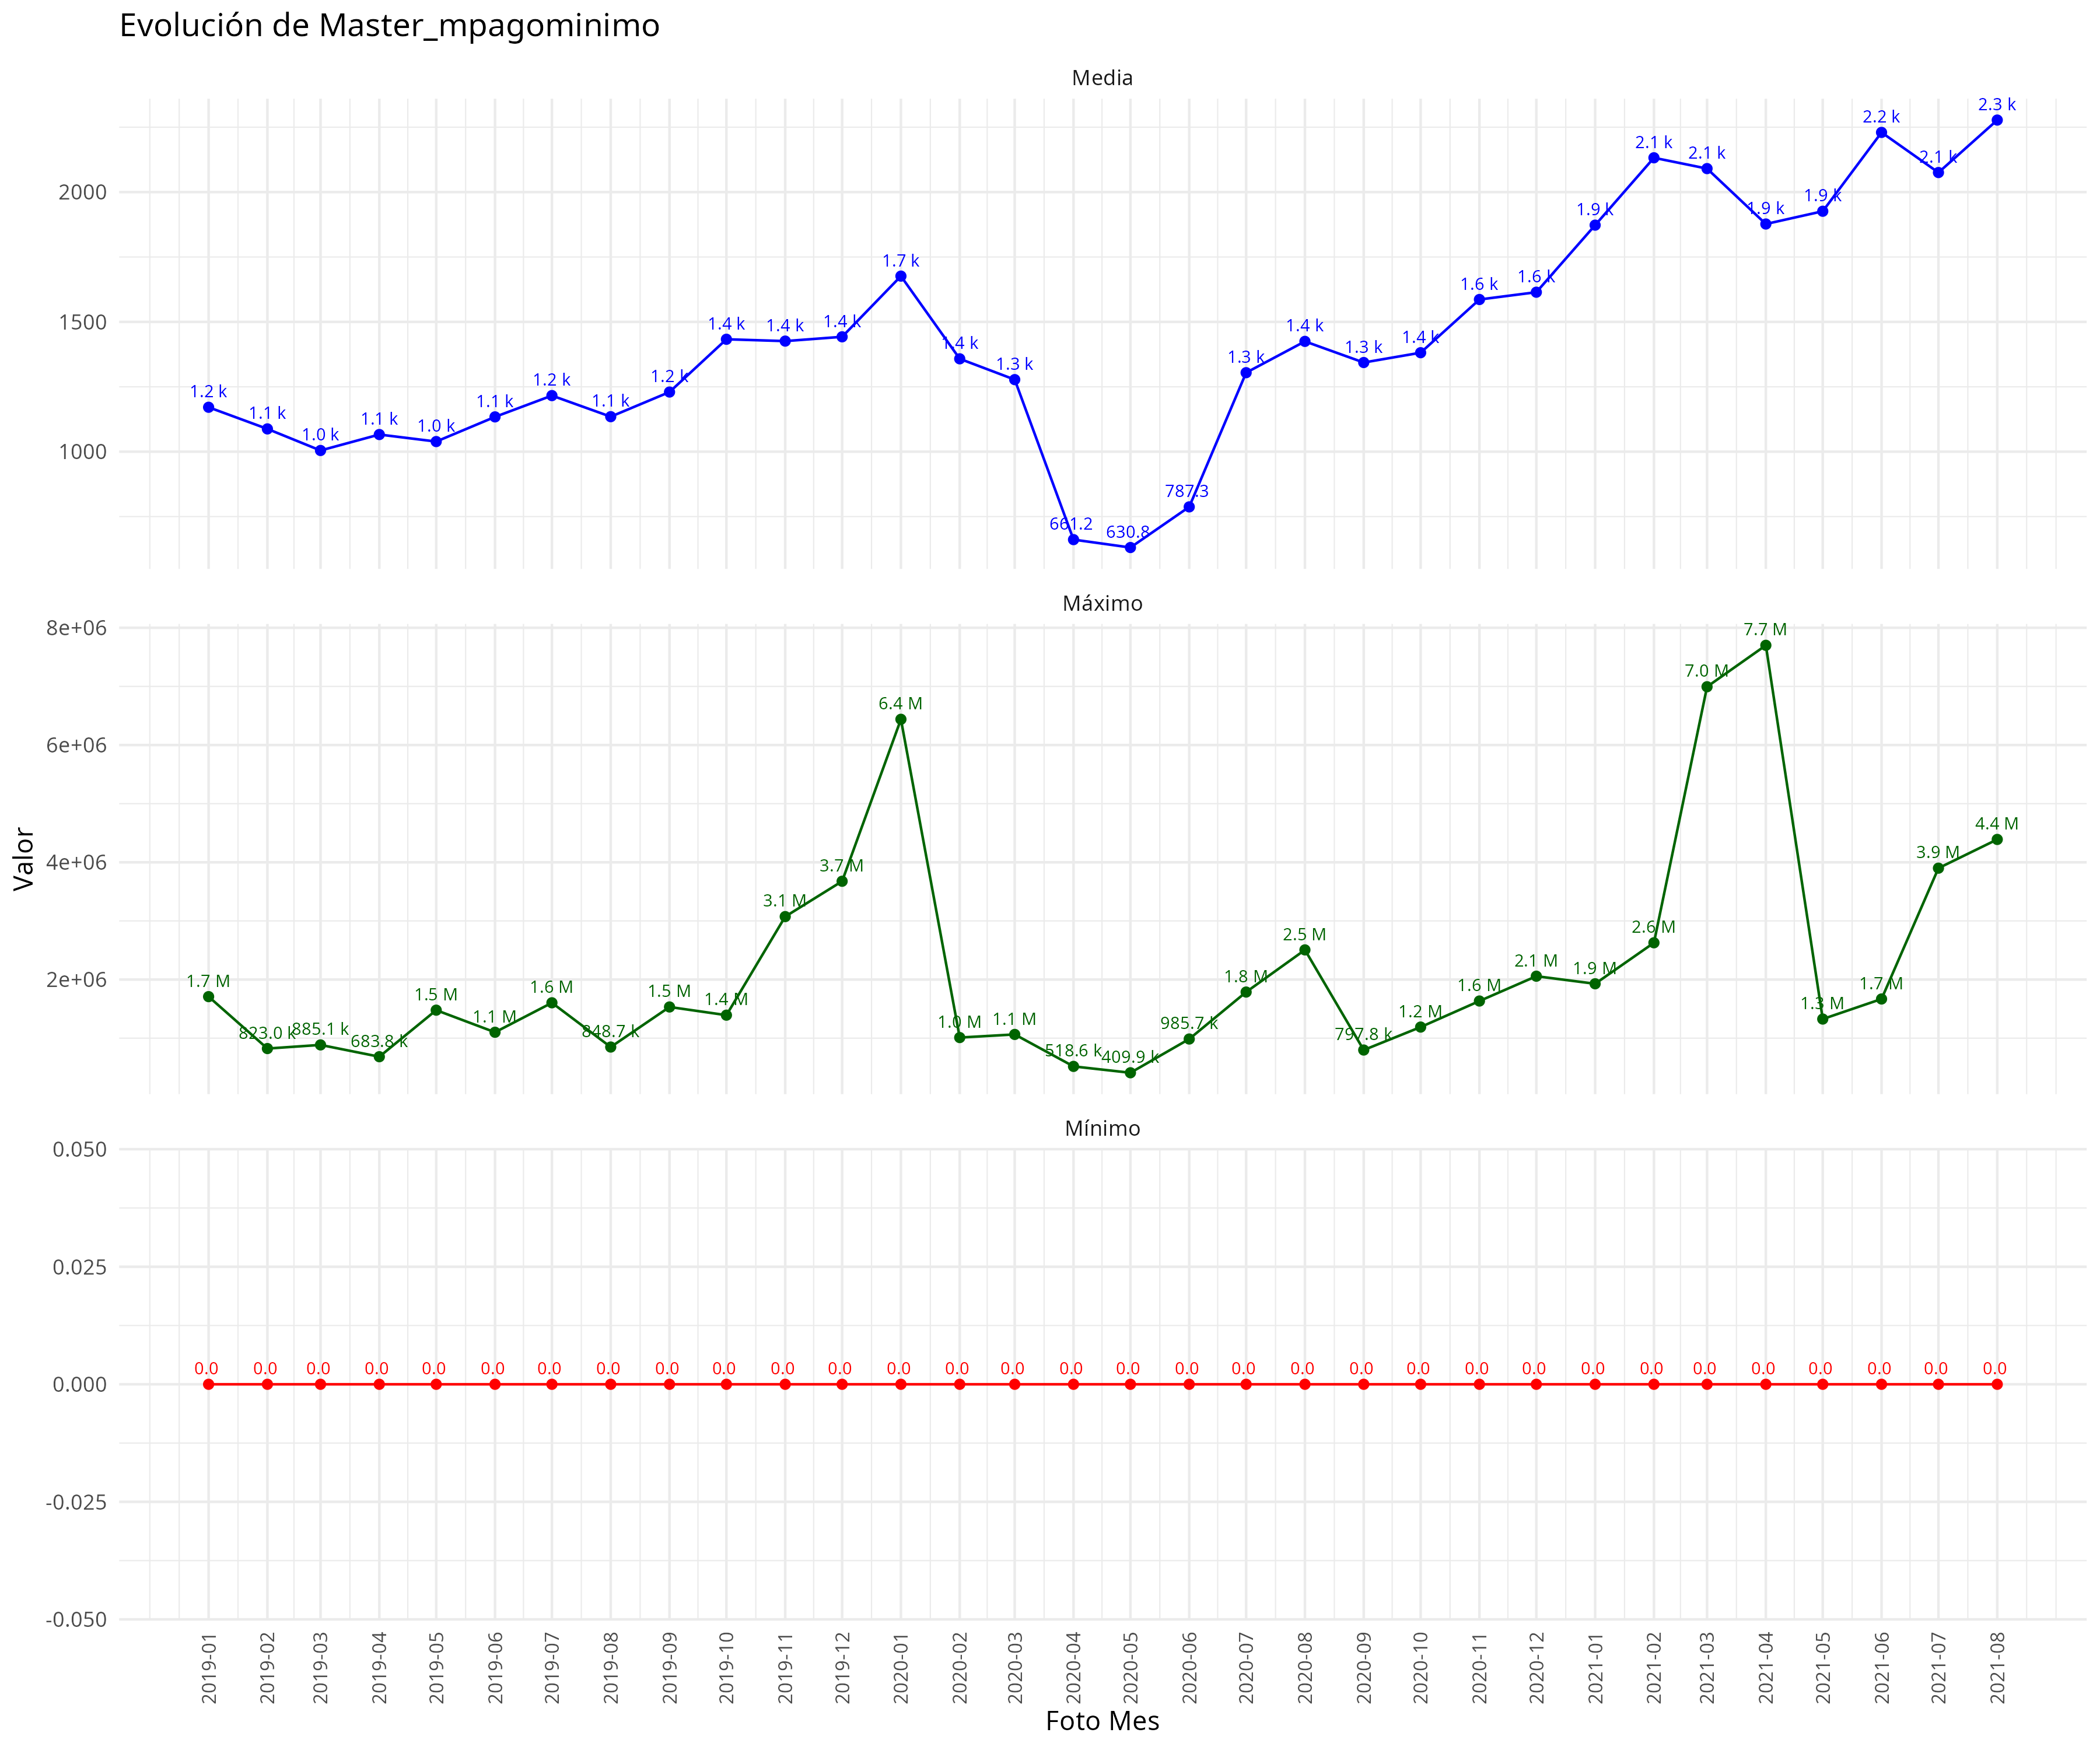 Evolución de Master_mpagominimo
Media
2000
1500
1000
1.2 k 1.1 k 1.0 k 1.1 k 1.0 k 1.1 k 1.2 k 1.1 k 1.2 k 1.4 k 1.4 k 1.4 k 1.7 k 1.4 k 1.3 k 661.2 630.8 787.3 1.3 k 1.4 k 1.3 k 1.4 k 1.6 k 1.6 k 1.9 k 2.1 k 2.1 k 1.9 k 1.9 k 2.2 k 2.1 k 2.3 k
Máximo
8e+06
6e+06
4e+06
2e+06
1.7 M 823.0 k 885.1 k 683.8 k 1.5 M 1.1 M 1.6 M 848.7 k 1.5 M 1.4 M 3.1 M 3.7 M 6.4 M 1.0 M 1.1 M 518.6 k 409.9 k 985.7 k 1.8 M 2.5 M 797.8 k 1.2 M 1.6 M 2.1 M 1.9 M 2.6 M 7.0 M 7.7 M 1.3 M 1.7 M 3.9 M 4.4 M
Valor
Mínimo
0.050
0.025
0.000
-0.025
-0.050
0.0 0.0 0.0 0.0 0.0 0.0 0.0 0.0 0.0 0.0 0.0 0.0 0.0 0.0 0.0 0.0 0.0 0.0 0.0 0.0 0.0 0.0 0.0 0.0 0.0 0.0 0.0 0.0 0.0 0.0 0.0 0.0
2019-01 2019-02 2019-03 2019-04 2019-05 2019-06 2019-07 2019-08 2019-09 2019-10 2019-11 2019-12 2020-01 2020-02 2020-03 2020-04 2020-05 2020-06 2020-07 2020-08 2020-09 2020-10 2020-11 2020-12 2021-01 2021-02 2021-03 2021-04 2021-05 2021-06 2021-07 2021-08
Foto Mes